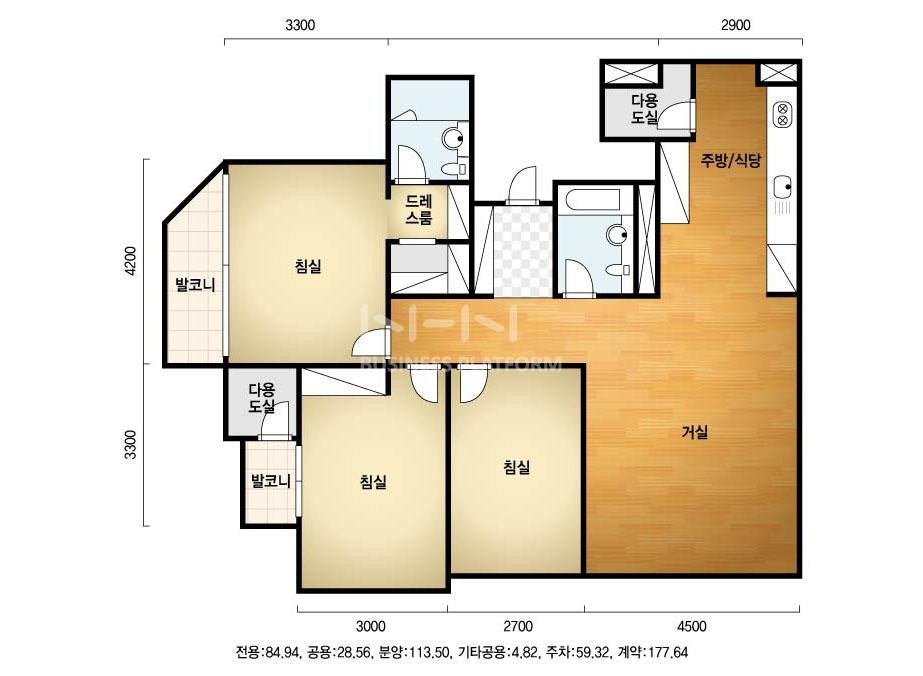 3300
2900
다용
도실
주방/식당
드레
스룸
4200
침실
발코니
N-N
BUSINESS PLATFORM
다용
도실
3300
거실
침실
침실
발코니
3000
2700
4500
전용:84.94, 공용:28.56, 분양:113.50, 기타공용:4.82, 주차:59.32, 계약:177.64